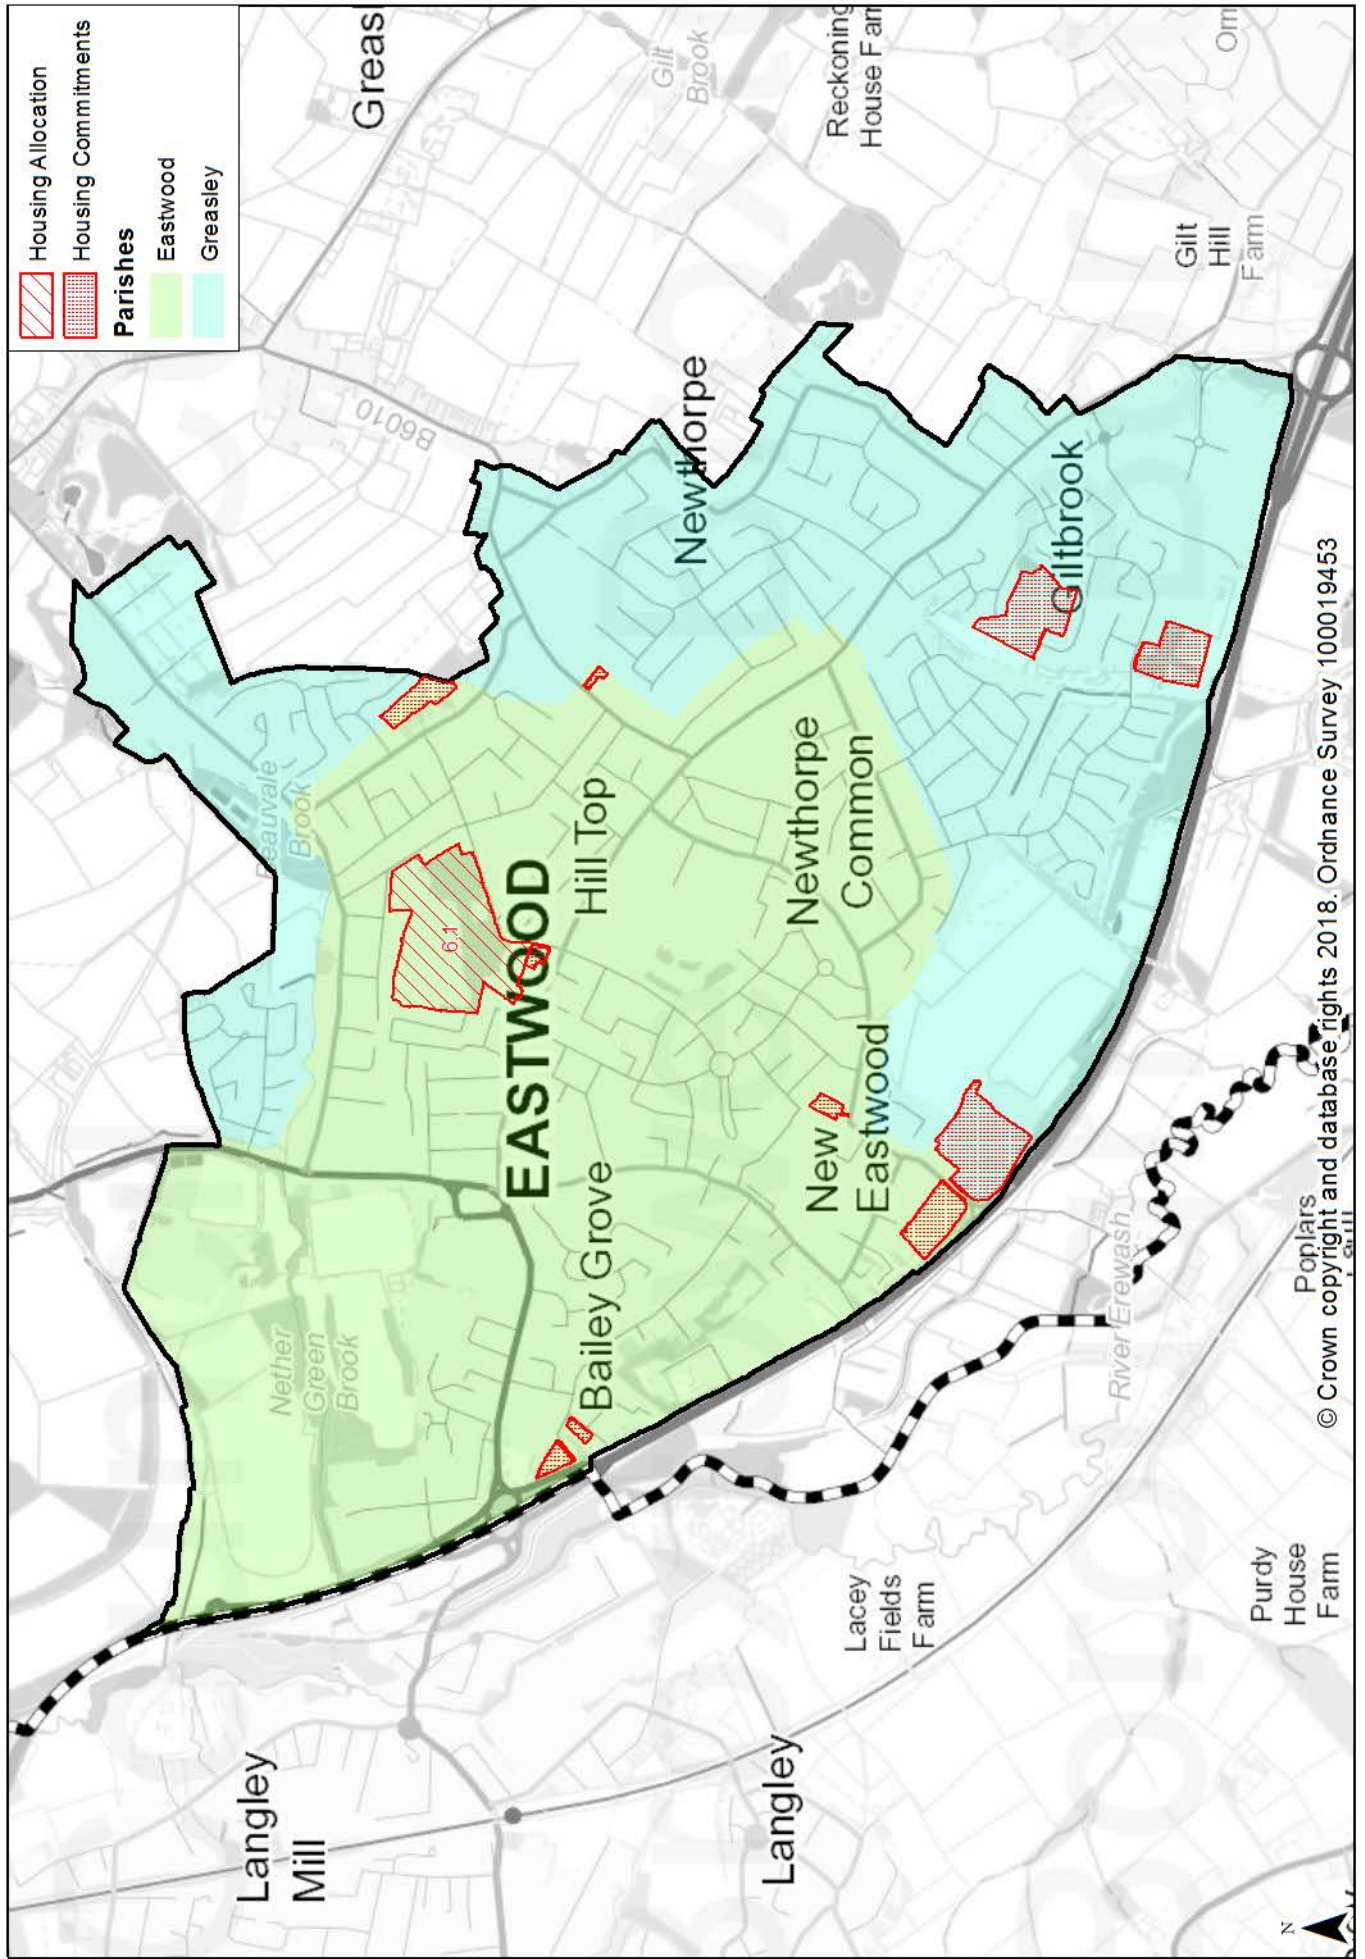 Housing Allocation
Housing Commitments
Parishes
Eastwood
Greasley
Greasl
Gilt
Brook
Reckoning
House Farm
B6010
Newthorpe
Gilt
Hill
Farm
Beauvale
Brook
Giltbrook
6.1
Hill Top
Newthorpe
Common
EASTWOOD
New
Eastwood
Nether
Green
Brook
Bailey Grove
River Erewash
Poplars
Langley
Mill
Langley
Lacey
Fields
Farm
Purdy
House
Farm
N
© Crown copyright and database rights 2018. Ordnance Survey 100019453